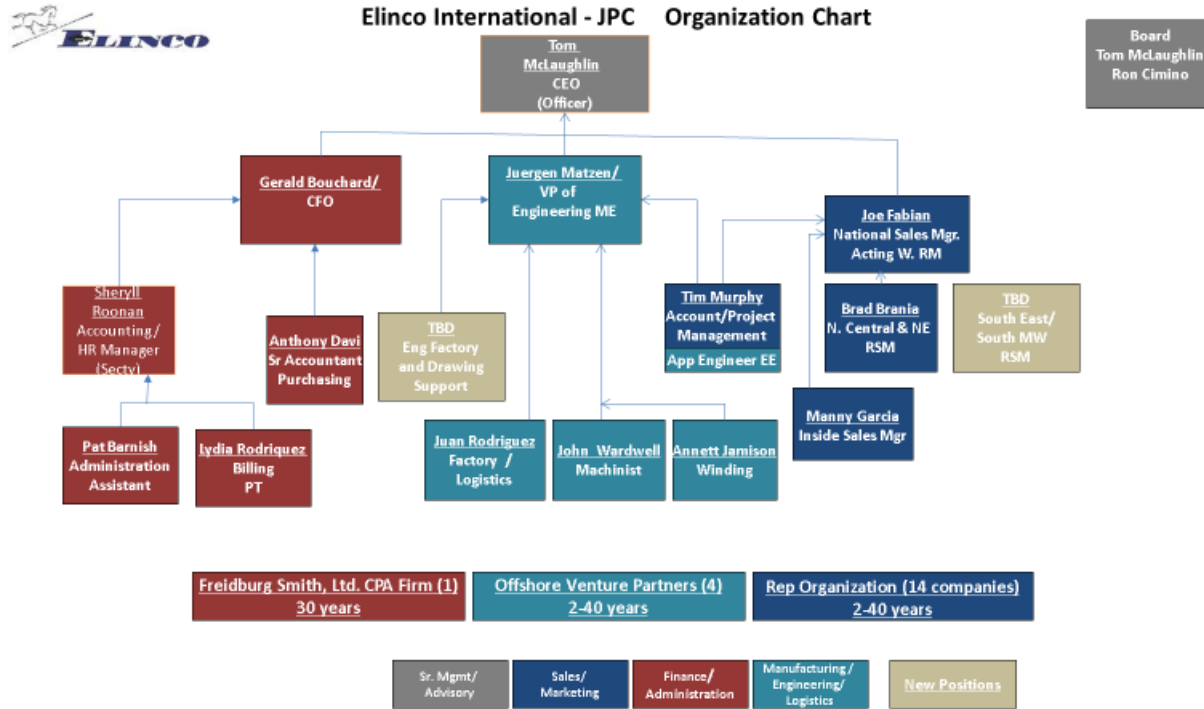 Elinco International - JPC Organization Chart
ELINCO
Board
Tom McLaughlin
Ron Cimino
Tom
McLaughlin
CEO
(Officer)
Gerald Bouchard/
CFO
Juergen Matzen/
VP of
Engineering ME
Joe Fabian
National Sales Mgr.
Acting W. RM
Sheryll
Roonan
Accounting/
HR Manager
(Secty)
Anthony Davi
Sr Accountant
Purchasing
TBD
Eng Factory
and Drawing
Support
Tim Murphy
Account/Project
Management
App Engineer EE
Brad Brania
N. Central & NE
RSM
TBD
South East/
South MW
RSM
Pat Barnish
Administration
Assistant
Lydia Rodriquez
Billing
PT
Juan Rodriguez
Factory /
Logistics
John Wardwell
Machinist
Annett Jamison
Winding
Manny Garcia
Inside Sales Mgr
Freidburg Smith, Ltd. CPA Firm (1)
30 years
Offshore Venture Partners (4)
2-40 years
Rep Organization (14 companies)
2-40 years
Sr. Mgmt/
Advisory
Sales/
Marketing
Finance/
Administration
Manufacturing/
Engineering/
Logistics
New Positions